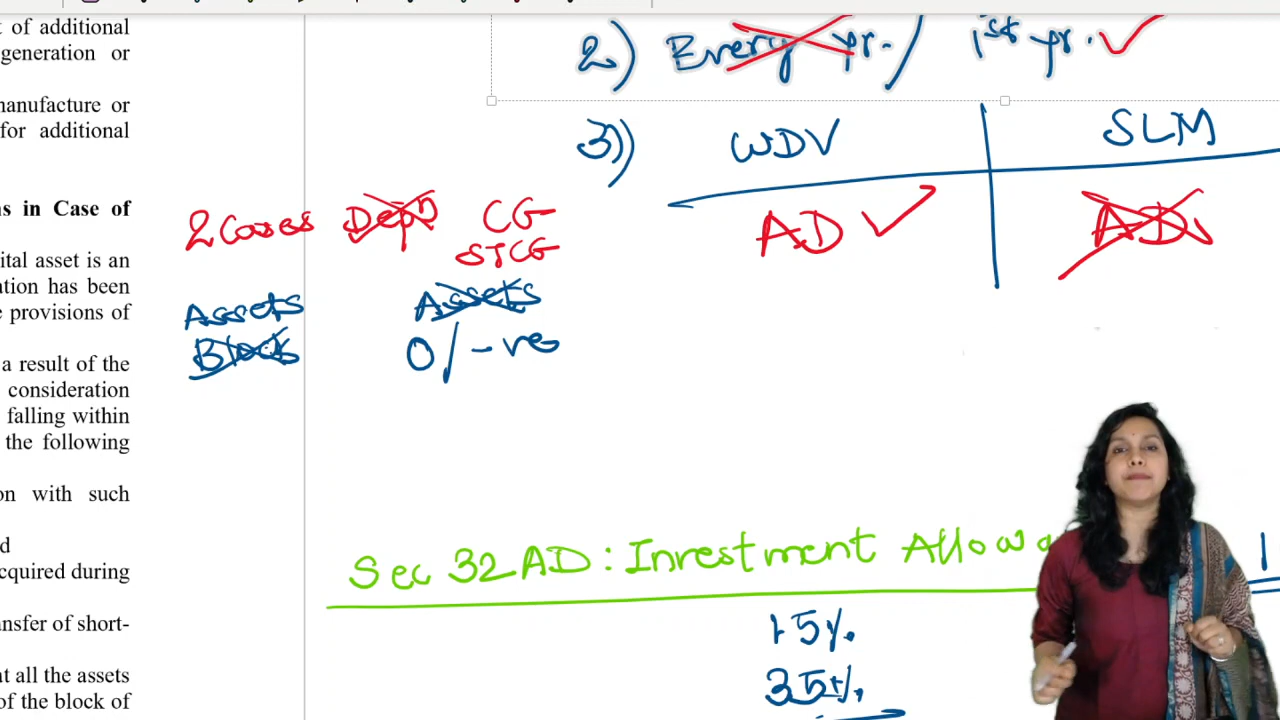 t of additional
generation or
nanufacture or
for additional
ns in Case of
ital asset is an
ation has been
e provisions of
a result of the
consideration
falling within
the following
on with such
d
cquired during
nsfer of short-
t all the assets
of the block of
2) Every yr. / 1st yr.
3)) WDV SLM
AD AD
2 Cases Depn CG
STCG
Assets Assets
Block 0/-ve
Sec 32AD: Investment Allowa
15%
35%